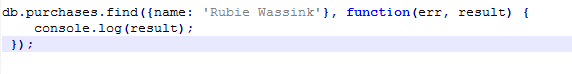 db.purchases.find({name: 'Rubie Wassink'}, function(err, result) {
    console.log(result);
 });